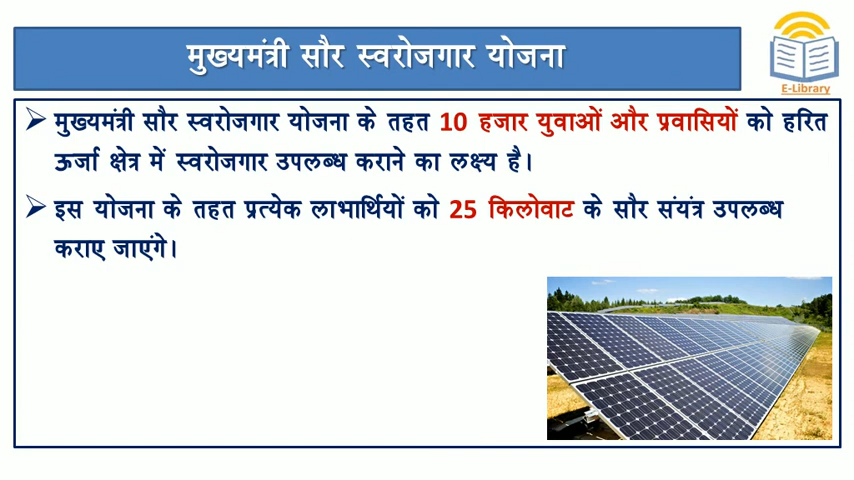 मुख्यमंत्री सौर स्वरोजगार योजना
E-Library
मुख्यमंत्री सौर स्वरोजगार योजना के तहत 10 हजार युवाओं और प्रवासियों को हरित
ऊर्जा क्षेत्र में स्वरोजगार उपलब्ध कराने का लक्ष्य है।
इस योजना के तहत प्रत्येक लाभार्थियों को 25 किलोवाट के सौर संयंत्र उपलब्ध
कराए जाएंगे।